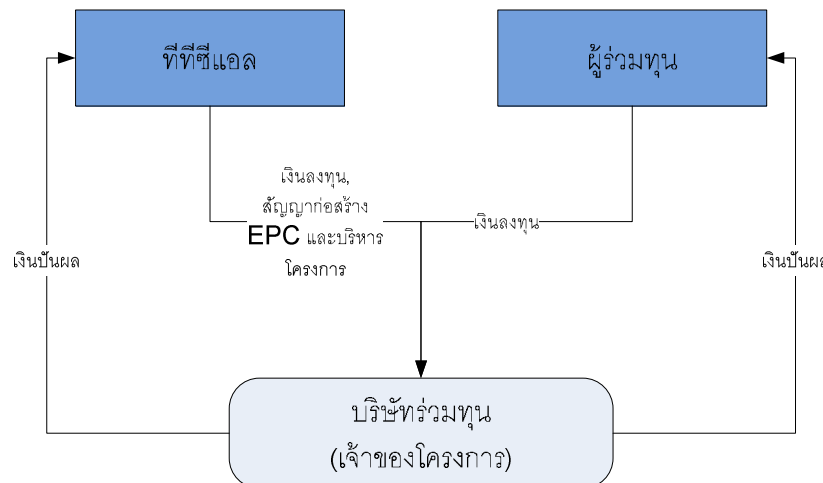 ทีทีซีแอล
ผู้ร่วมทุน
เงินลงทุน,
สัญญาก่อสร้าง
EPC และบริหาร
โครงการ
เงินลงทุน
เงินปันผล
เงินปันผล
บริษัทร่วมทุน
(เจ้าของโครงการ)